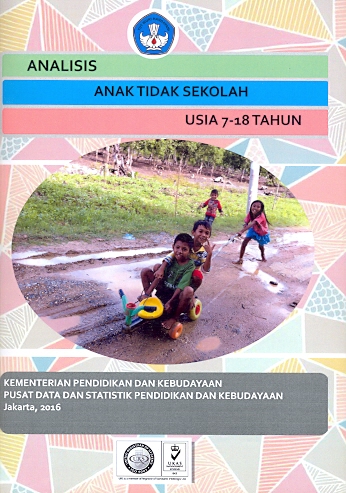 ANALISIS
ANAK TIDAK SEKOLAH
USIA 7-18 TAHUN
KEMENTERIAN PENDIDIKAN DAN KEBUDAYAAN
PUSAT DATA DAN STATISTIK PENDIDIKAN DAN KEBUDAYAAN
Jakarta, 2016
UKAS